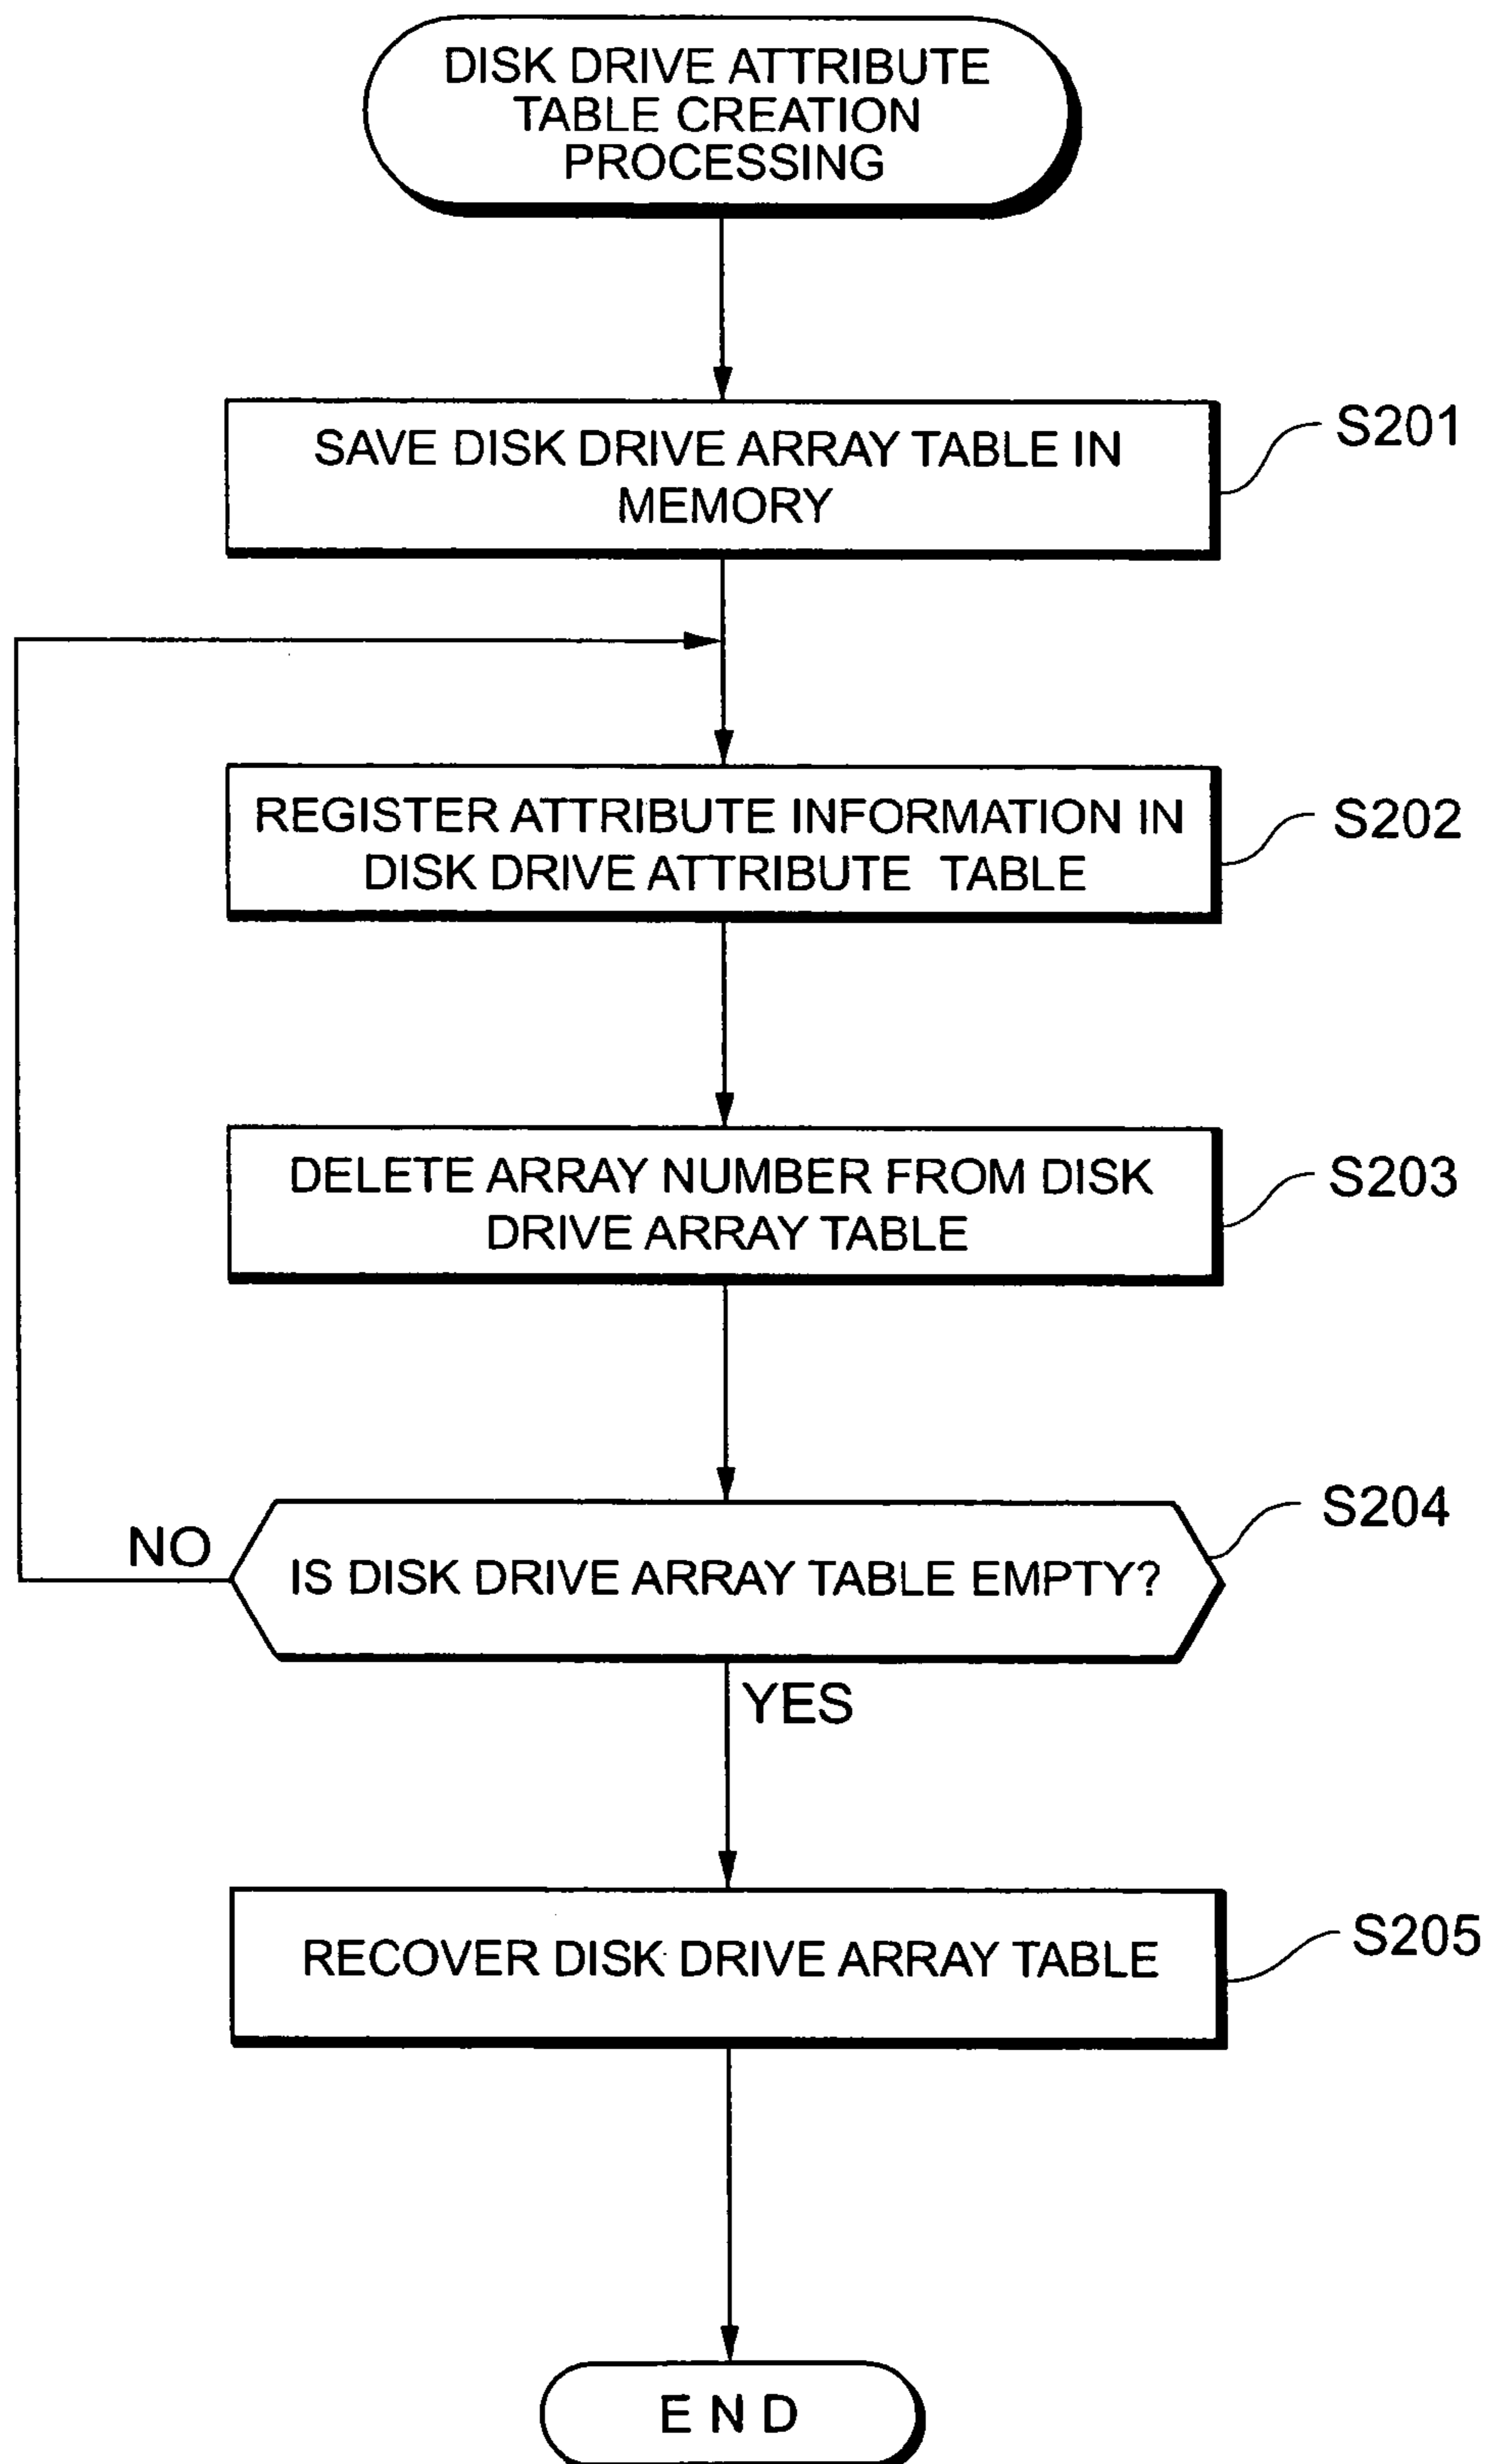 DISK DRIVE ATTRIBUTE
TABLE CREATION
PROCESSING
SAVE DISK DRIVE ARRAY TABLE IN
MEMORY
S201
REGISTER ATTRIBUTE INFORMATION IN
DISK DRIVE ATTRIBUTE TABLE
S202
DELETE ARRAY NUMBER FROM DISK
DRIVE ARRAY TABLE
S203
IS DISK DRIVE ARRAY TABLE EMPTY?
S204
NO
YES
RECOVER DISK DRIVE ARRAY TABLE
S205
END